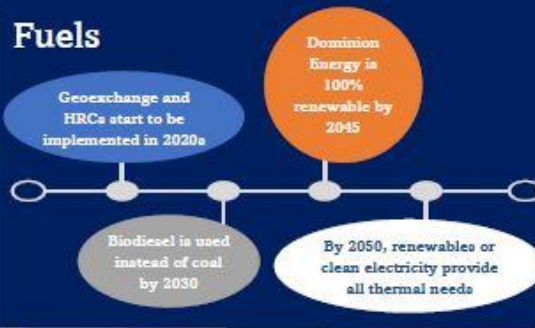 Fuels
Geoexchange and
HRCs start to be
implemented in 2020s
Dominion
Energy is
100%
renewable by
2045
Biodiesel is used
instead of coal
by 2030
By 2050, renewables or
clean electricity provide
all thermal needs